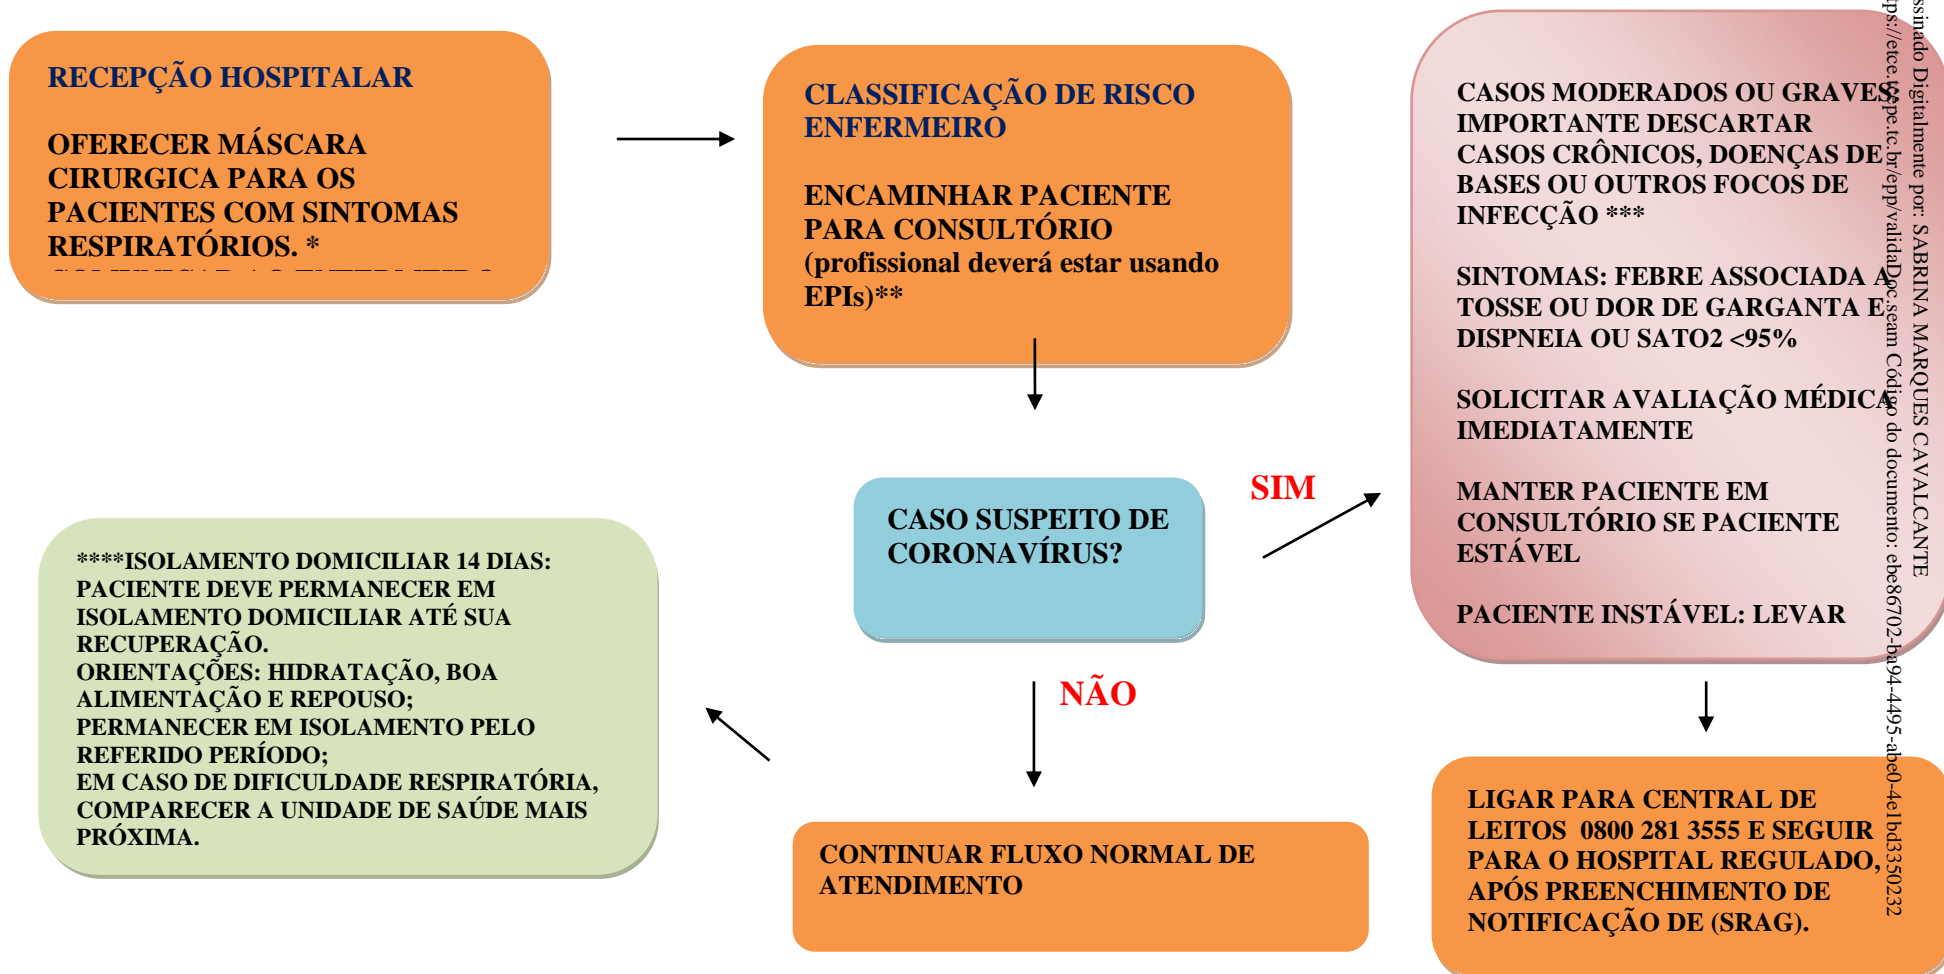 RECEPÇÃO HOSPITALAR
OFERECER MÁSCARA
CIRURGICA PARA OS
PACIENTES COM SINTOMAS
RESPIRATÓRIOS. *
CLASSIFICAÇÃO DE RISCO
ENFERMEIRO
ENCAMINHAR PACIENTE
PARA CONSULTÓRIO
(profissional deverá estar usando
EPIs)**
CASOS MODERADOS OU GRAVES:
IMPORTANTE DESCARTAR
CASOS CRÔNICOS, DOENÇAS DE
BASES OU OUTROS FOCOS DE
INFECÇÃO ***
SINTOMAS: FEBRE ASSOCIADA A
TOSSE OU DOR DE GARGANTA E
DISPNEIA OU SATO2 <95%
SOLICITAR AVALIAÇÃO MÉDICA
IMEDIATAMENTE
MANTER PACIENTE EM
CONSULTÓRIO SE PACIENTE
ESTÁVEL
PACIENTE INSTÁVEL: LEVAR
CASO SUSPEITO DE
CORONAVÍRUS?
SIM
NÃO
****ISOLAMENTO DOMICILIAR 14 DIAS:
PACIENTE DEVE PERMANECER EM
ISOLAMENTO DOMICILIAR ATÉ SUA
RECUPERAÇÃO.
ORIENTAÇÕES: HIDRATAÇÃO, BOA
ALIMENTAÇÃO E REPOUSO;
PERMANECER EM ISOLAMENTO PELO
REFERIDO PERÍODO;
EM CASO DE DIFICULDADE RESPIRATÓRIA,
COMPARECER A UNIDADE DE SAÚDE MAIS
PRÓXIMA.
CONTINUAR FLUXO NORMAL DE
ATENDIMENTO
LIGAR PARA CENTRAL DE
LEITOS 0800 281 3555 E SEGUIR
PARA O HOSPITAL REGULADO,
APÓS PREENCHIMENTO DE
NOTIFICAÇÃO DE (SRAG).
ssinado Digitalmente por: SABRINA MARQUES CAVALCANTE
tps://etce.tcepe.tc.br/epp/validaDoc.seam Código do documento: ebe86702-ba94-4495-abe0-4e1bd3350232